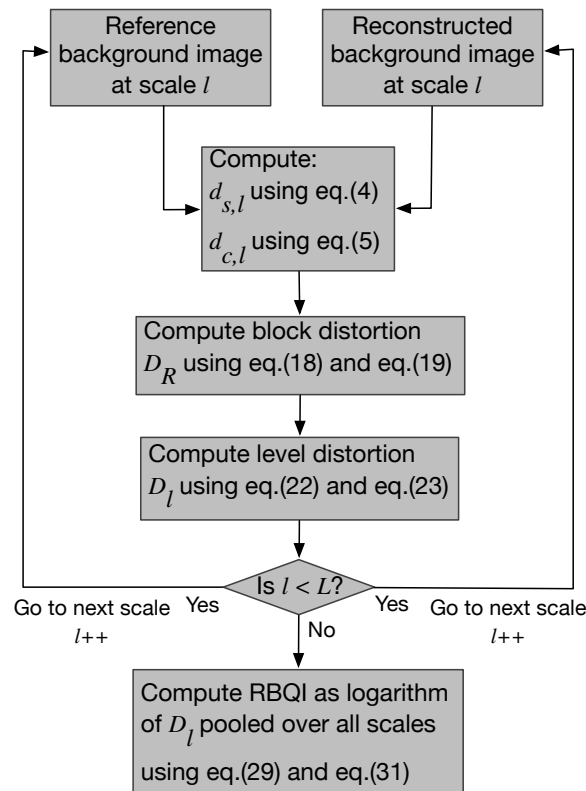 Reference
background image
at scale l
Reconstructed
background image
at scale l
Compute:
d_{s,l} using eq.(4)
d_{c,l} using eq.(5)
Compute block distortion
D_R using eq.(18) and eq.(19)
Compute level distortion
D_l using eq.(22) and eq.(23)
Is l < L?
Yes
Go to next scale
l++
Yes
Go to next scale
l++
No
Compute RBQI as logarithm
of D_l pooled over all scales
using eq.(29) and eq.(31)